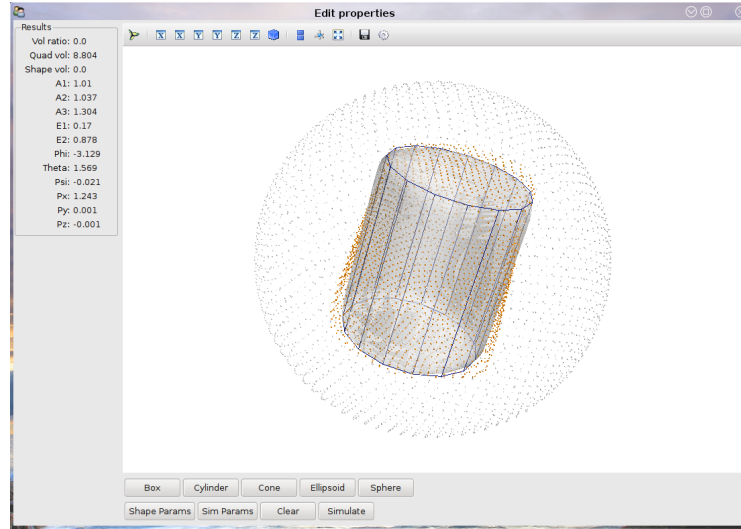 Edit properties
Results
Vol ratio: 0.0
Quad vol: 8.804
Shape vol: 0.0
A1: 1.01
A2: 1.037
A3: 1.304
E1: 0.17
E2: 0.878
Phi: -3.129
Theta: 1.569
Psi: -0.021
Px: 1.243
Py: 0.001
Pz: -0.001
X X Y Y Z Z
Box Cylinder Cone Ellipsoid Sphere
Shape Params Sim Params Clear Simulate